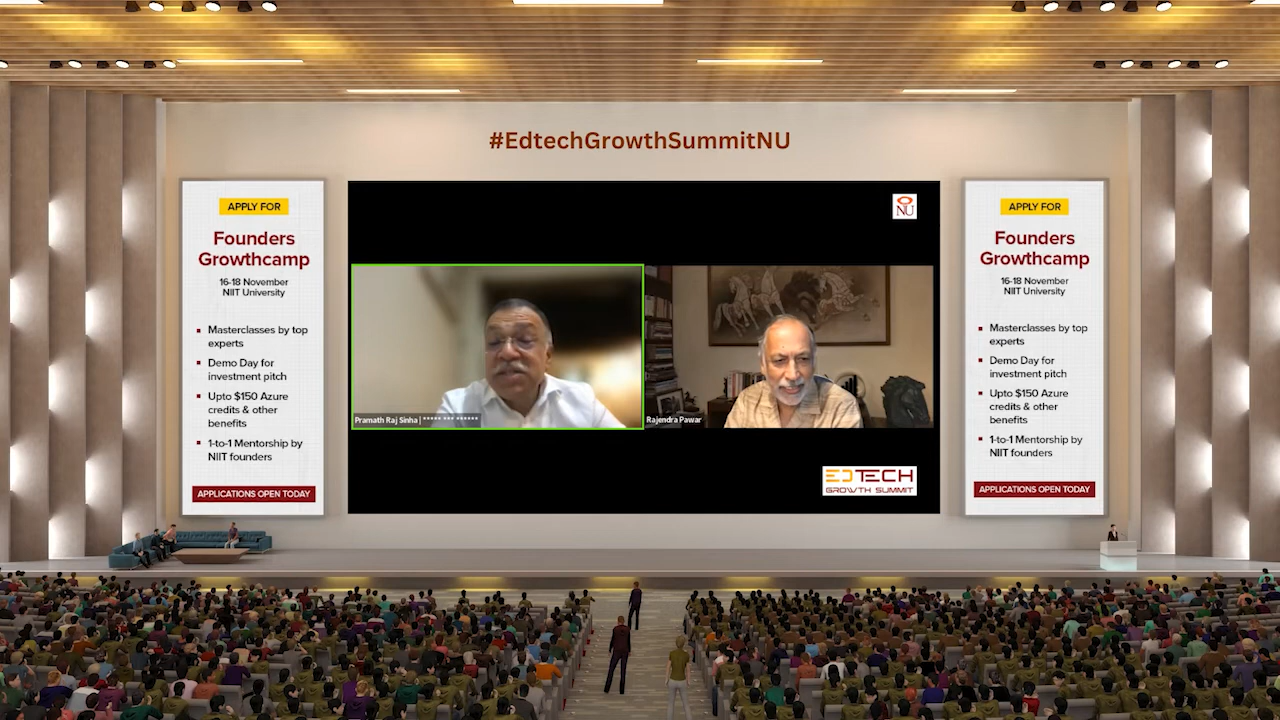 #EdtechGrowthSummitNU
APPLY FOR
Founders
Growthcamp
16-18 November
NIIT University
Masterclasses by top
experts
Demo Day for
investment pitch
Upto $150 Azure
credits & other
benefits
1-to-1 Mentorship by
NIIT founders
APPLICATIONS OPEN TODAY
NU
Pramath Raj Sinha | ***** *** ******
Rajendra Pawar
EDTECH
GROWTH SUMMIT
APPLY FOR
Founders
Growthcamp
16-18 November
NIIT University
Masterclasses by top
experts
Demo Day for
investment pitch
Upto $150 Azure
credits & other
benefits
1-to-1 Mentorship by
NIIT founders
APPLICATIONS OPEN TODAY